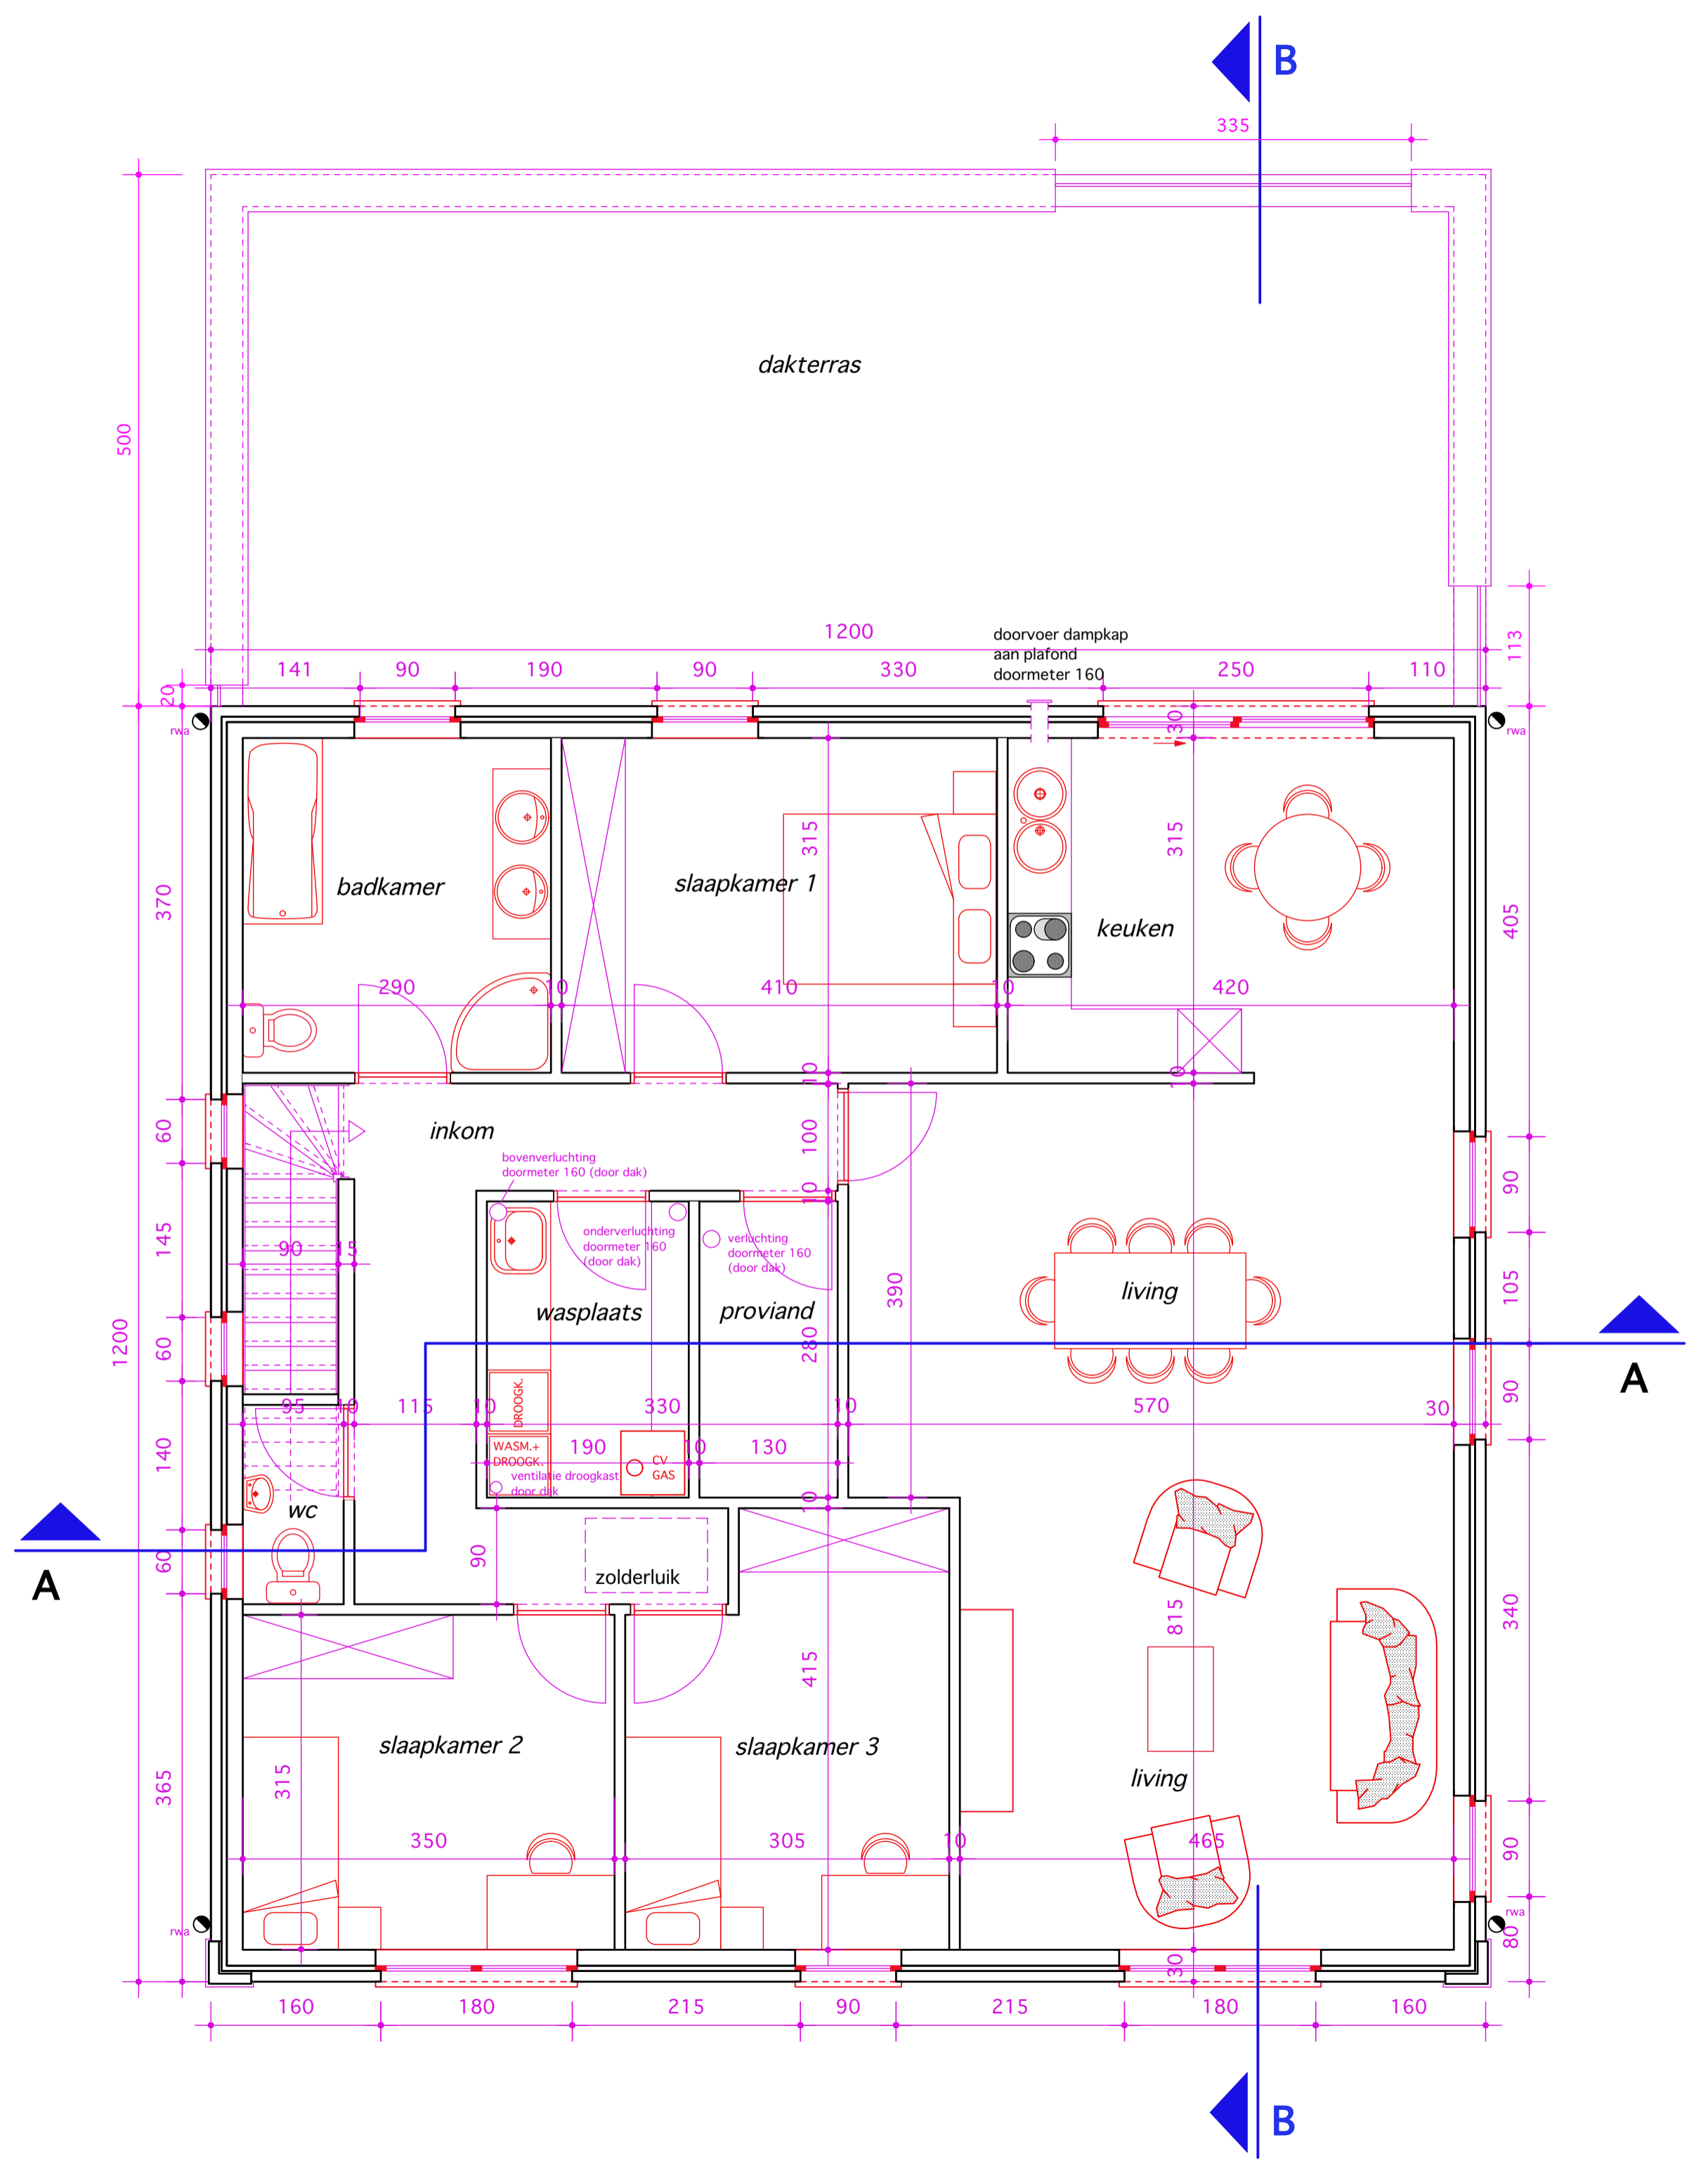 B
335
dakterras
500
1200
doorvoer dampkap
aan plafond
doormeter 160
141
90
190
90
330
250
110
113
20
rwa
rwa
30
315
315
370
405
badkamer
slaapkamer 1
keuken
290
10
410
10
420
10
10
60
inkom
100
90
bovenverluchting
doormeter 160 (door dak)
10
onderverluchting
doormeter 160
(door dak)
verluchting
doormeter 160
(door dak)
145
90
15
390
105
living
wasplaats
proviand
1200
60
280
A
90
95
10
115
10
330
10
570
30
DROOGK.
WASM.+
DROOGK.
190
10
130
CV
GAS
ventilatie droogkast
door dak
140
wc
10
60
90
A
zolderluik
815
340
415
365
315
slaapkamer 2
slaapkamer 3
living
350
305
10
465
90
rwa
rwa
80
30
160
180
215
90
215
180
160
B